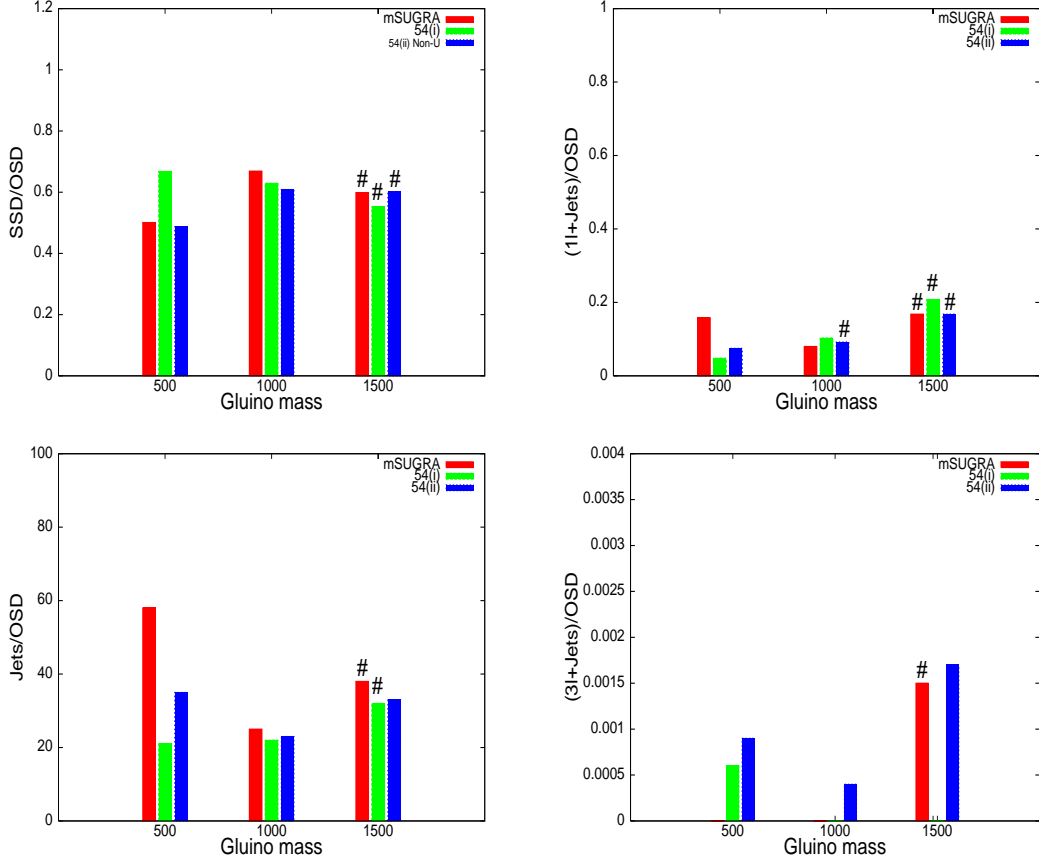 SSD/OSD
1.2
1
0.8
0.6
0.4
0.2
0
mSUGRA
54(i)
54(ii) Non-U
# # #
500 1000 1500
Gluino mass
(1l+Jets)/OSD
1
0.8
0.6
0.4
0.2
0
mSUGRA
54(i)
54(ii)
# # # #
500 1000 1500
Gluino mass
Jets/OSD
100
80
60
40
20
0
mSUGRA
54(i)
54(ii)
# #
500 1000 1500
Gluino mass
(3l+Jets)/OSD
0.004
0.0035
0.003
0.0025
0.002
0.0015
0.001
0.0005
0
mSUGRA
54(i)
54(ii)
#
500 1000 1500
Gluino mass